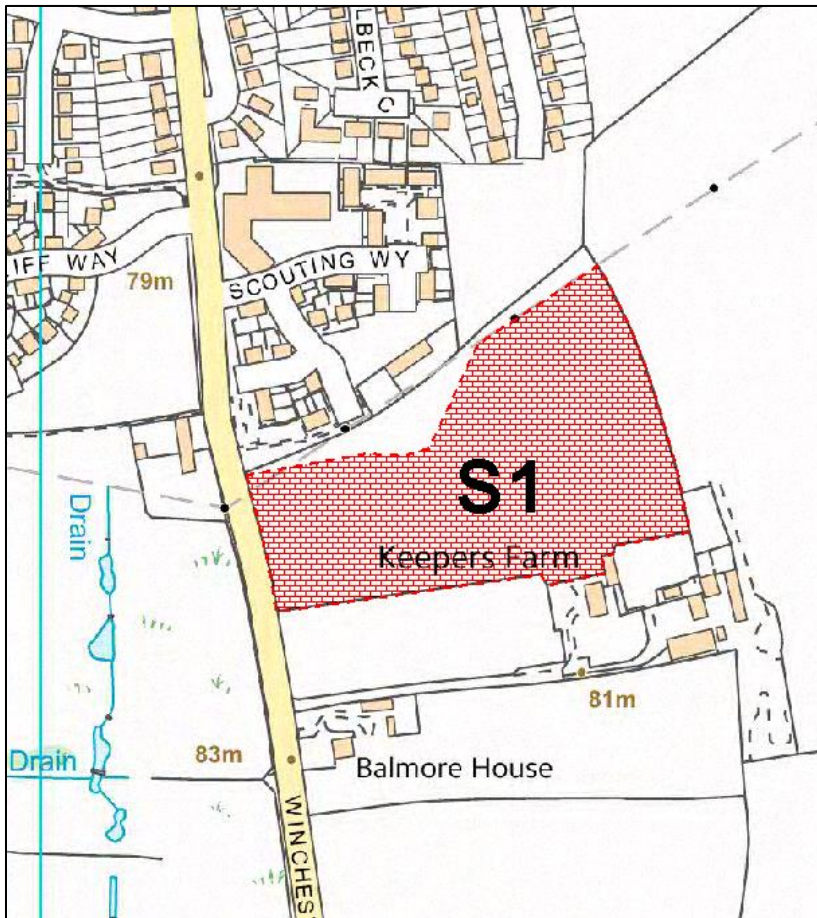 LBECK C
IFF WAY
79m
SCOUTING WY
S1
Drain
Keepers Farm
81m
83m
Drain
Balmore House
WINCHES